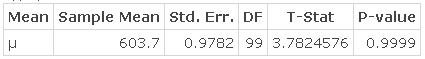 Mean Sample Mean Std. Err. DF T-Stat P-value
μ 603.7 0.9782 99 3.7824576 0.9999